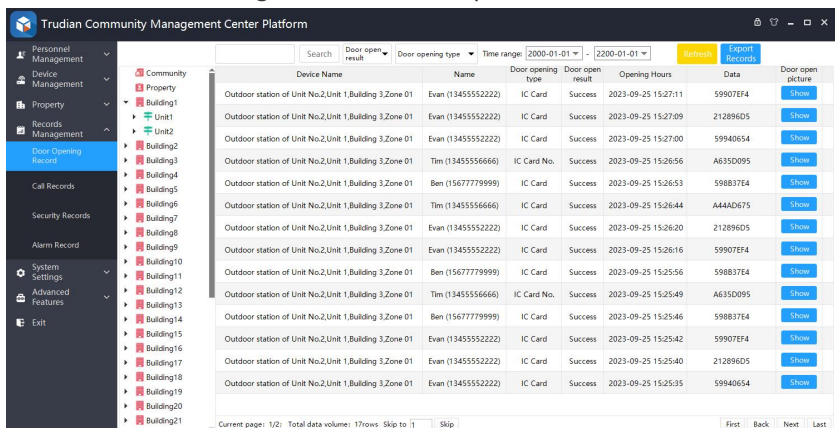 Trudian Community Management Center Platform
Personnel Management
Device Management
Property
Records Management
Door Opening Record
Call Records
Security Records
Alarm Record
System Settings
Advanced Features
Exit
Community
Property
Building1
Unit1
Unit2
Building2
Building3
Building4
Building5
Building6
Building7
Building8
Building9
Building10
Building11
Building12
Building13
Building14
Building15
Building16
Building17
Building18
Building19
Building20
Building21
Search Door open result Door opening type Time range: 2000-01-01 - 2200-01-01 Refresh Export Records
Device Name Name Door opening type Door open result Opening Hours Data Door open picture
Outdoor station of Unit No.2,Unit 1,Building 3,Zone 01 Evan (13455552222) IC Card Success 2023-09-25 15:27:11 59907EF4 Show
Outdoor station of Unit No.2,Unit 1,Building 3,Zone 01 Evan (13455552222) IC Card Success 2023-09-25 15:27:09 212896D5 Show
Outdoor station of Unit No.2,Unit 1,Building 3,Zone 01 Evan (13455552222) IC Card Success 2023-09-25 15:27:00 59940654 Show
Outdoor station of Unit No.2,Unit 1,Building 3,Zone 01 Tim (13455556666) IC Card No. Success 2023-09-25 15:26:56 A635D095 Show
Outdoor station of Unit No.2,Unit 1,Building 3,Zone 01 Ben (15677779999) IC Card Success 2023-09-25 15:26:53 598B37E4 Show
Outdoor station of Unit No.2,Unit 1,Building 3,Zone 01 Tim (13455556666) IC Card Success 2023-09-25 15:26:44 A44AD675 Show
Outdoor station of Unit No.2,Unit 1,Building 3,Zone 01 Evan (13455552222) IC Card Success 2023-09-25 15:26:20 212896D5 Show
Outdoor station of Unit No.2,Unit 1,Building 3,Zone 01 Evan (13455552222) IC Card Success 2023-09-25 15:26:16 59907EF4 Show
Outdoor station of Unit No.2,Unit 1,Building 3,Zone 01 Ben (15677779999) IC Card Success 2023-09-25 15:25:56 598B37E4 Show
Outdoor station of Unit No.2,Unit 1,Building 3,Zone 01 Tim (13455556666) IC Card No. Success 2023-09-25 15:25:49 A635D095 Show
Outdoor station of Unit No.2,Unit 1,Building 3,Zone 01 Ben (15677779999) IC Card Success 2023-09-25 15:25:46 598B37E4 Show
Outdoor station of Unit No.2,Unit 1,Building 3,Zone 01 Evan (13455552222) IC Card Success 2023-09-25 15:25:42 59907EF4 Show
Outdoor station of Unit No.2,Unit 1,Building 3,Zone 01 Evan (13455552222) IC Card Success 2023-09-25 15:25:40 212896D5 Show
Outdoor station of Unit No.2,Unit 1,Building 3,Zone 01 Evan (13455552222) IC Card Success 2023-09-25 15:25:35 59940654 Show
Current page: 1/2; Total data volume: 17rows Skip to 1 Skip First Back Next Last